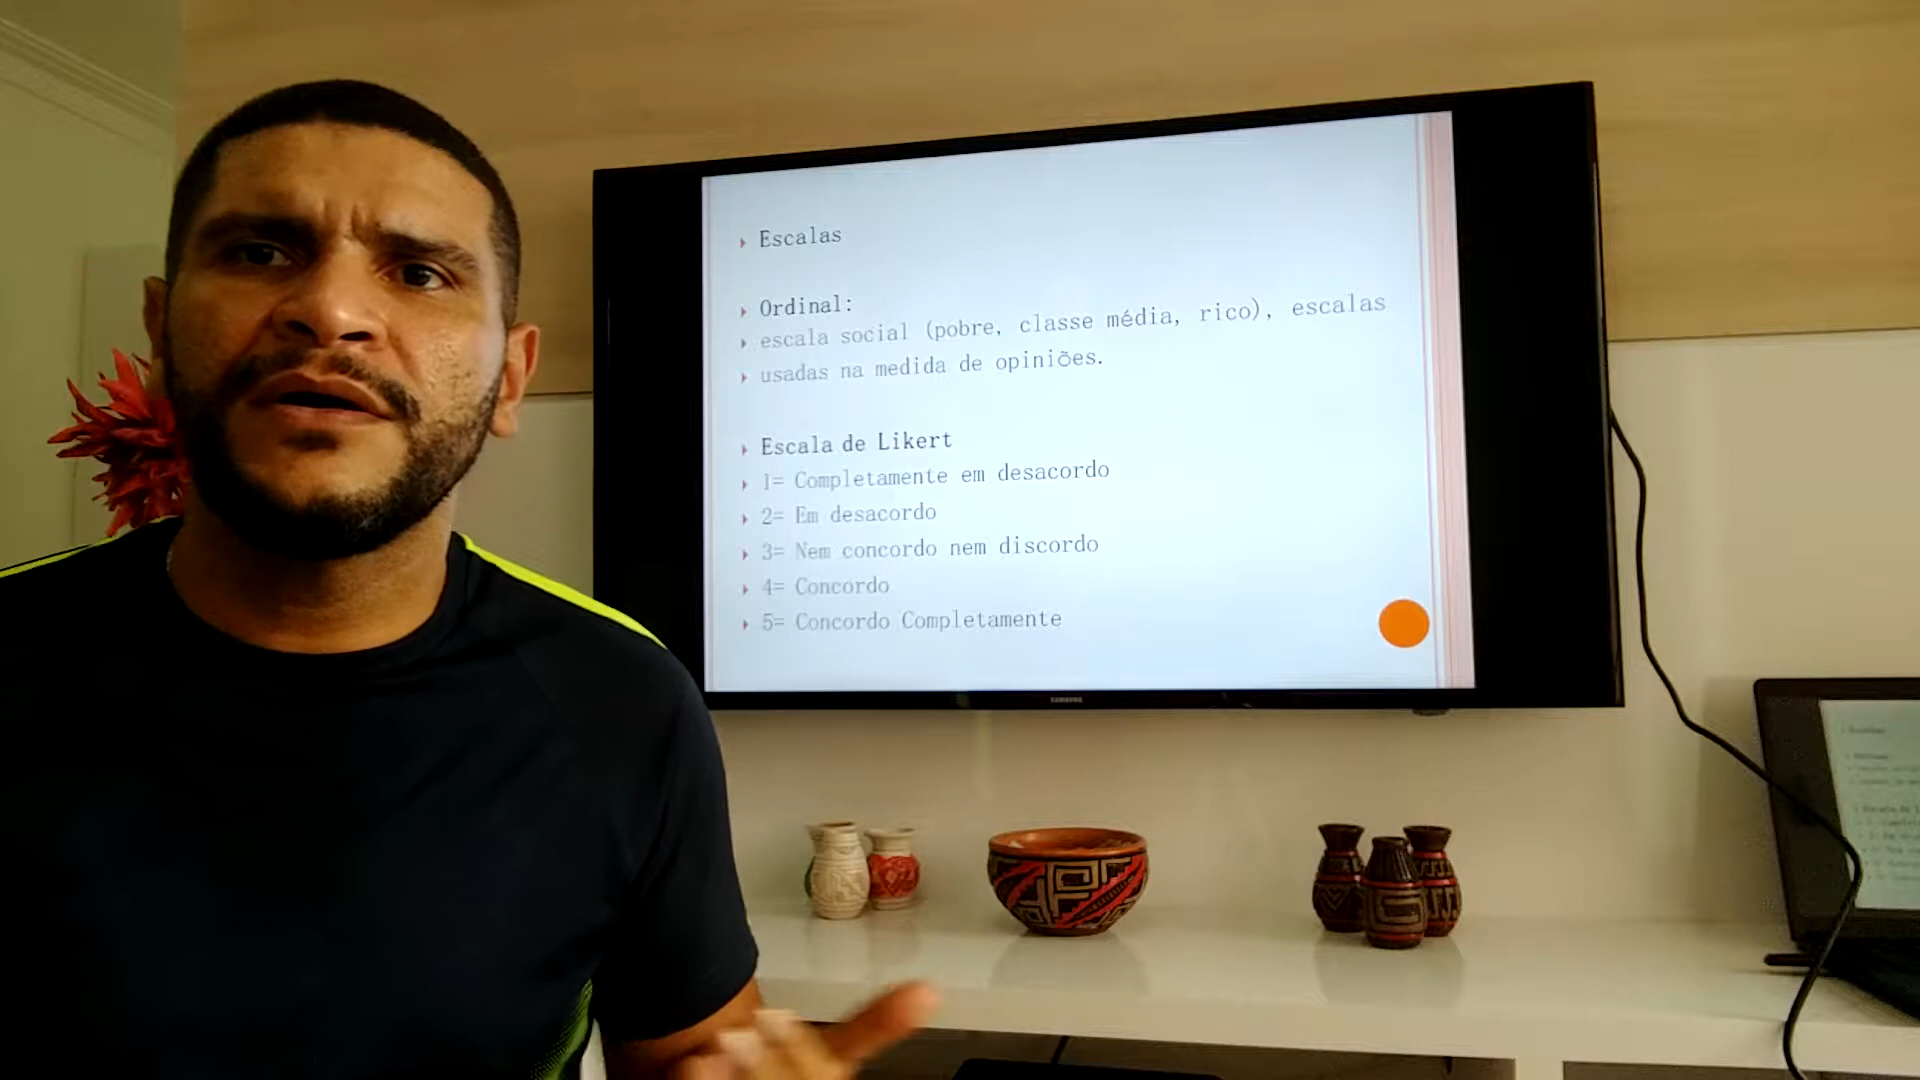 Escalas
Ordinal:
escala social (pobre, classe média, rico), escalas
usadas na medida de opiniões.
Escala de Likert
1= Completamente em desacordo
2= Em desacordo
3= Nem concordo nem discordo
4= Concordo
5= Concordo Completamente
SAMSUNG